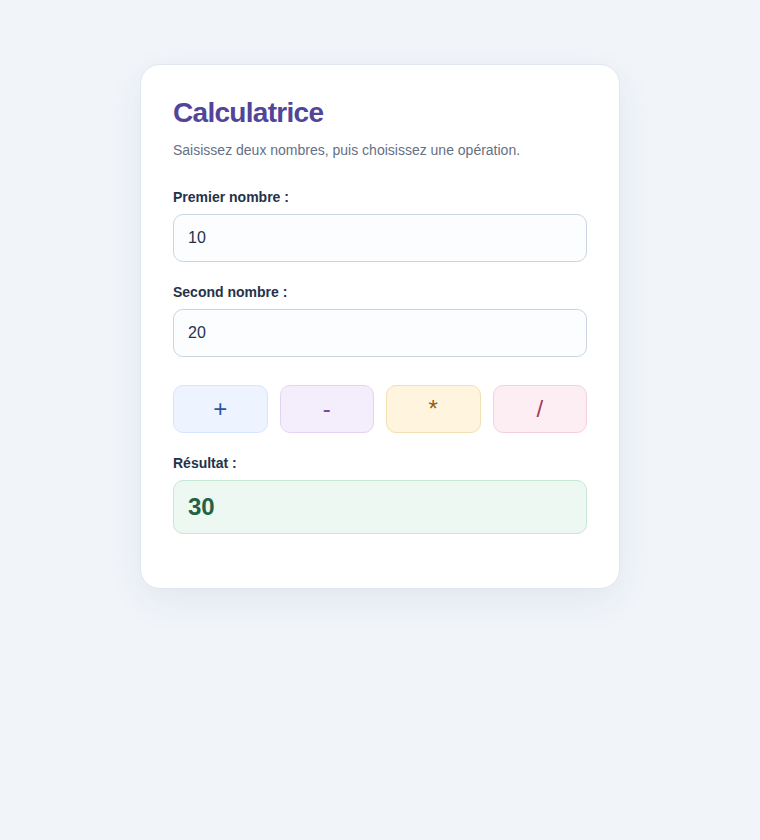 Calculatrice
Saisissez deux nombres, puis choisissez une opération.
Premier nombre :
10
Second nombre :
20
+ - * /
Résultat :
30